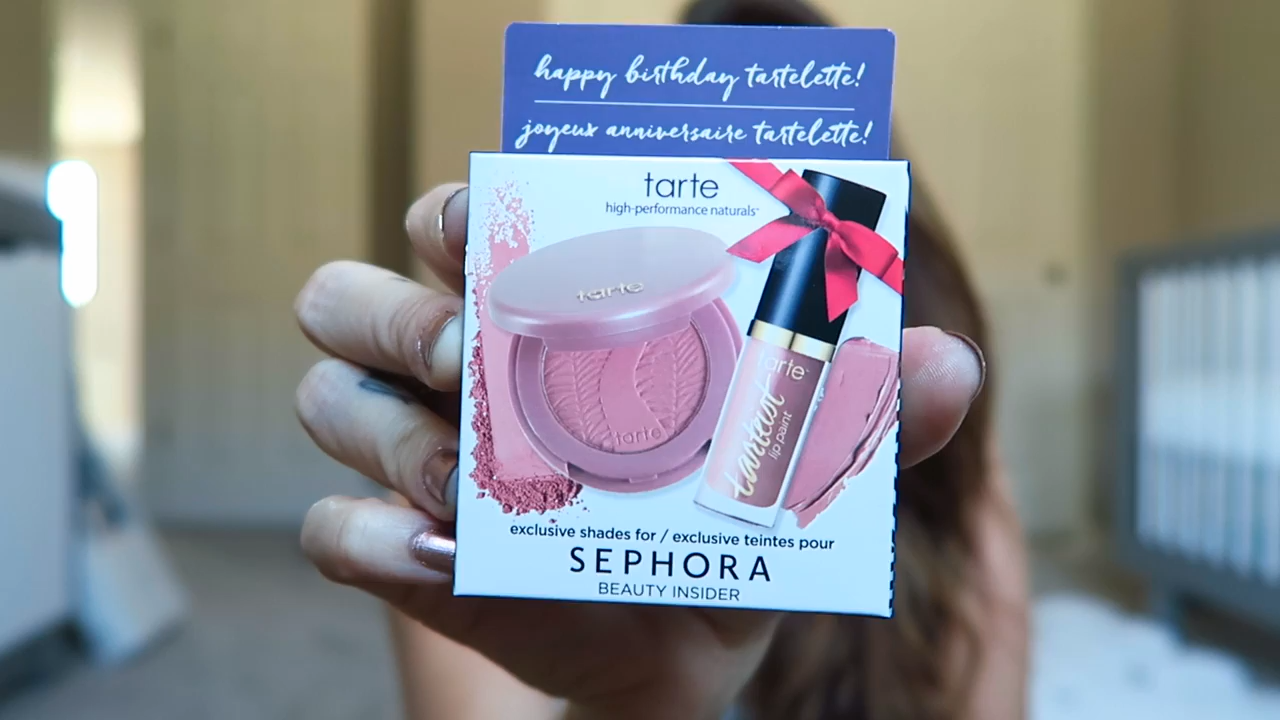 happy birthday tartelette!
joyeux anniversaire tartelette!
tarte
high-performance naturals™
tarte
tarte
tarte
tarteist
lip paint
exclusive shades for / exclusive teintes pour
SEPHORA
BEAUTY INSIDER